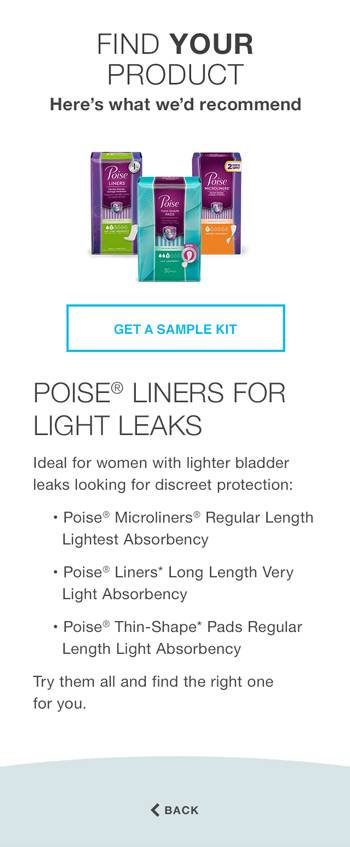 FIND YOUR
PRODUCT
Here's what we'd recommend
Poise
LINERS
Poise
MICROLINERS
Poise
THIN-SHAPE
PADS
GET A SAMPLE KIT
POISE® LINERS FOR
LIGHT LEAKS
Ideal for women with lighter bladder
leaks looking for discreet protection:
• Poise® Microliners® Regular Length
Lightest Absorbency
• Poise® Liners* Long Length Very
Light Absorbency
• Poise® Thin-Shape* Pads Regular
Length Light Absorbency
Try them all and find the right one
for you.
BACK